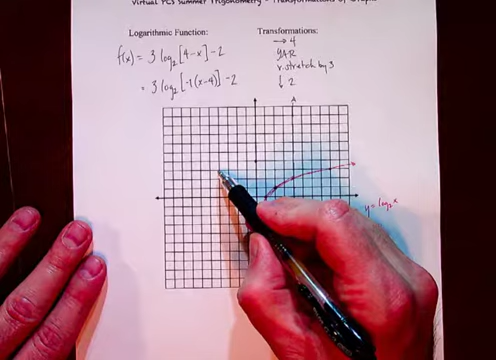 Virtual PCS Summer Trigonometry - Transformations of Graphs
Logarithmic Function:
Transformations:
f(x) = 3 log₂ [4-x] -2
= 3 log₂ [-1(x-4)] -2
→ 4
YAR
v. stretch by 3
↓ 2
y = log₂ x